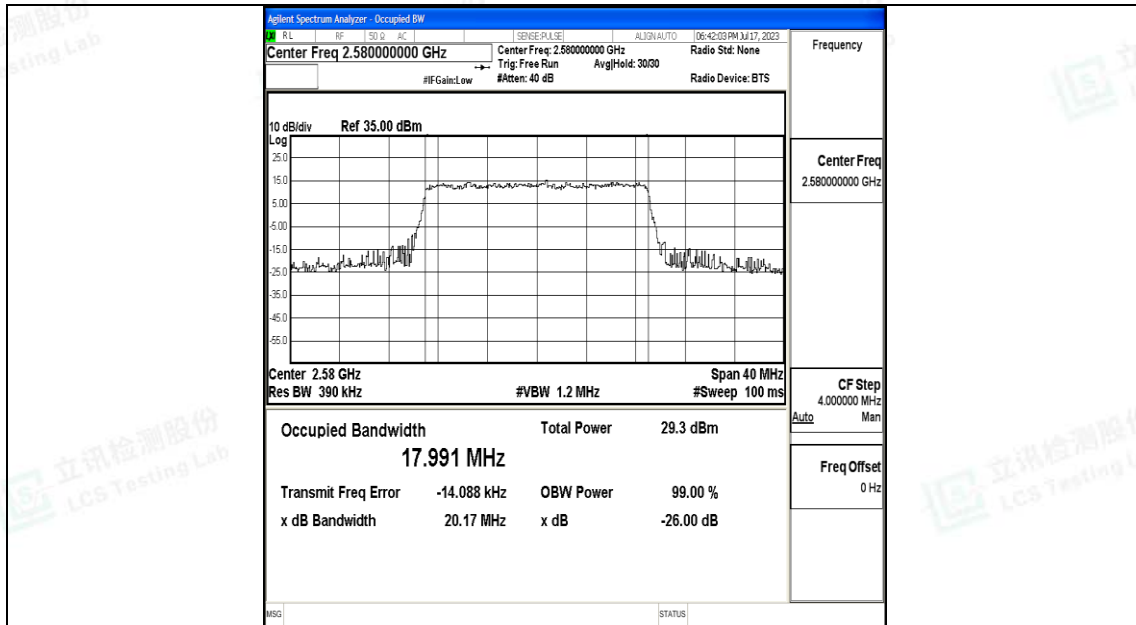 Agilent Spectrum Analyzer - Occupied BW
LXI RL RF 50 Ω AC SENSE:PULSE ALIGN AUTO 06:42:03 PM Jul 17, 2023
Center Freq 2.580000000 GHz
Center Freq: 2.580000000 GHz Radio Std: None
Trig: Free Run Avg|Hold: 30/30
#IFGain:Low #Atten: 40 dB Radio Device: BTS
Frequency
10 dB/div Ref 35.00 dBm
Log
25.0
15.0
5.00
-5.00
-15.0
-25.0
-35.0
-45.0
-55.0
Center Freq
2.580000000 GHz
Center 2.58 GHz Span 40 MHz
Res BW 390 kHz #VBW 1.2 MHz #Sweep 100 ms
CF Step
4.000000 MHz
Auto Man
Occupied Bandwidth Total Power 29.3 dBm
17.991 MHz
Transmit Freq Error -14.088 kHz OBW Power 99.00 %
x dB Bandwidth 20.17 MHz x dB -26.00 dB
Freq Offset
0 Hz
MSG STATUS
立讯检测股份
LCS Testing Lab